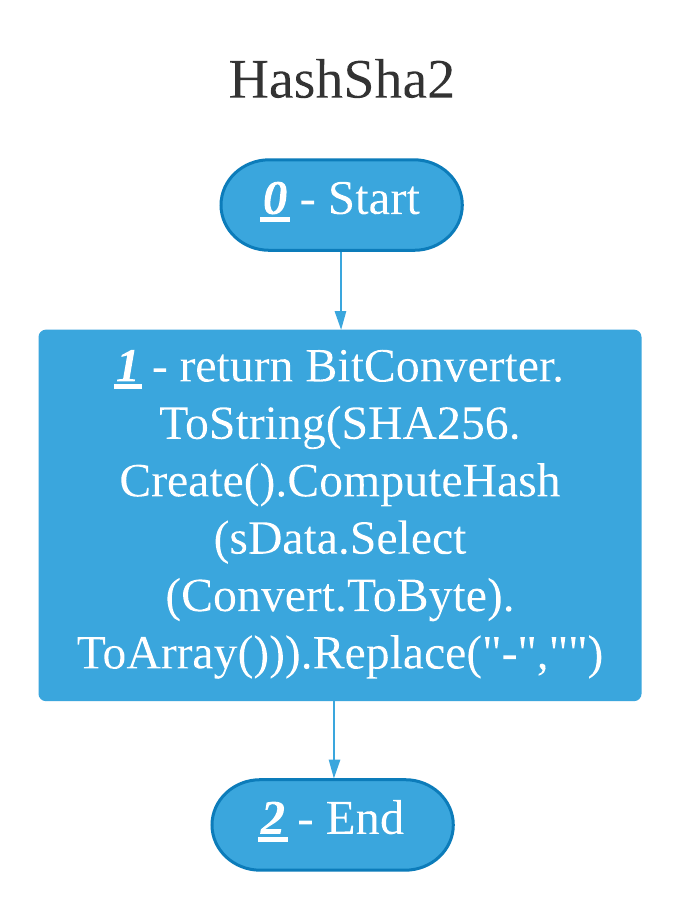 HashSha2
0 - Start
1 - return BitConverter.
ToString(SHA256.
Create().ComputeHash
(sData.Select
(Convert.ToByte).
ToArray())).Replace("-","")
2 - End